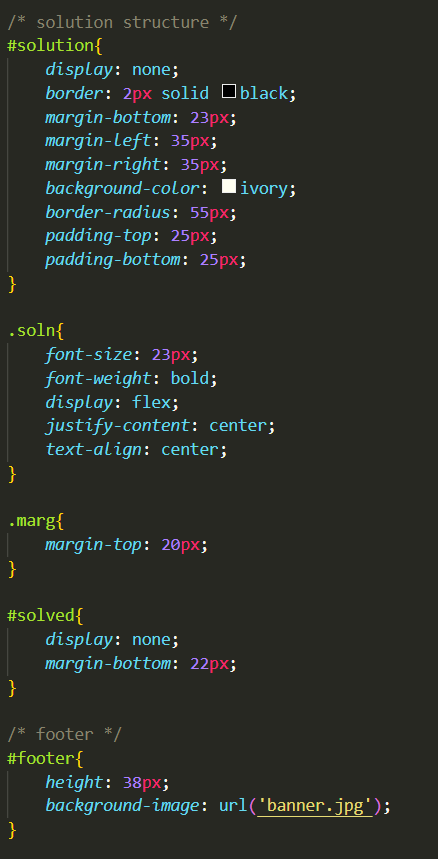 /* solution structure */
#solution{
    display: none;
    border: 2px solid black;
    margin-bottom: 23px;
    margin-left: 35px;
    margin-right: 35px;
    background-color: ivory;
    border-radius: 55px;
    padding-top: 25px;
    padding-bottom: 25px;
}

.soln{
    font-size: 23px;
    font-weight: bold;
    display: flex;
    justify-content: center;
    text-align: center;
}

.marg{
    margin-top: 20px;
}

#solved{
    display: none;
    margin-bottom: 22px;
}

/* footer */
#footer{
    height: 38px;
    background-image: url('banner.jpg');
}